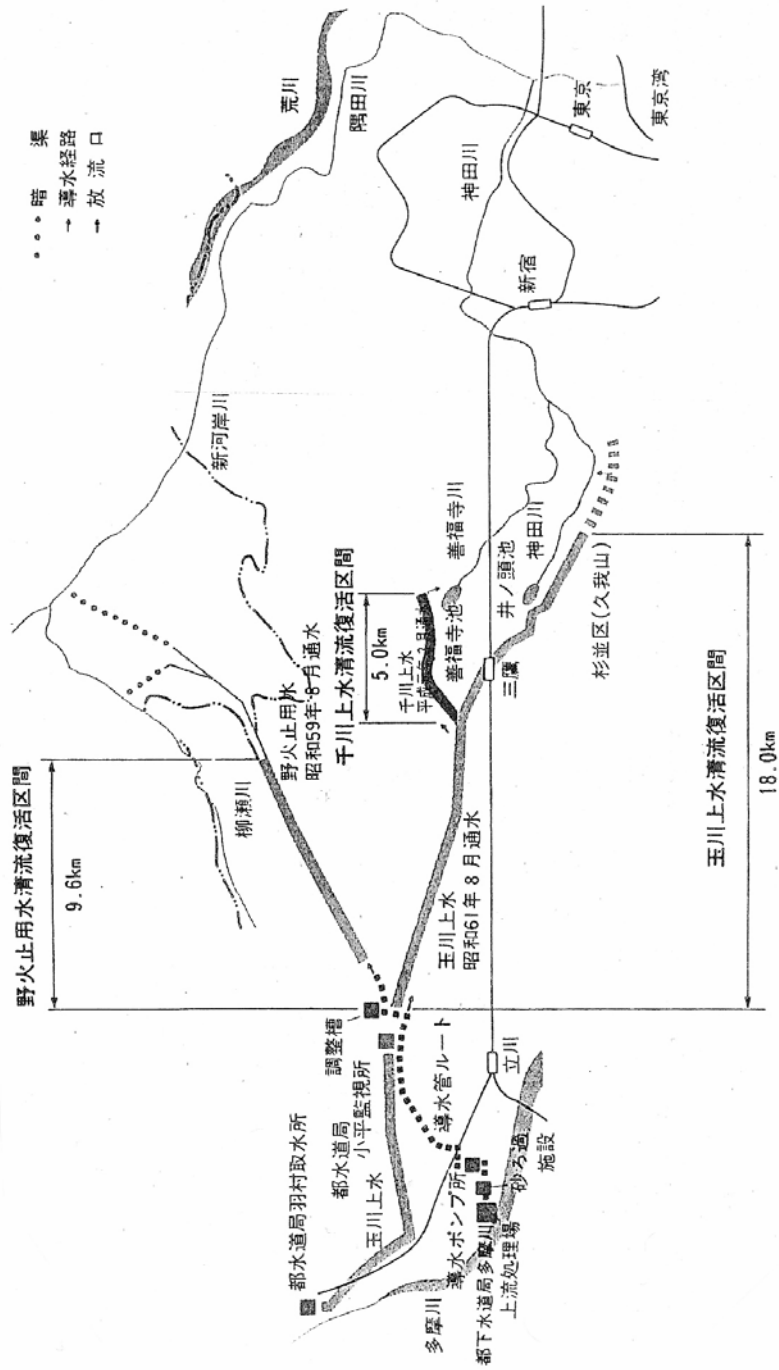 暗渠
導水経路
放流口
荒川
隅田川
新河岸川
神田川
東京
東京湾
新宿
野火止用水清流復活区間
9.6km
柳瀬川
野火止用水
昭和59年8月通水
千川上水清流復活区間
5.0km
千川上水
善福寺池
善福寺川
井ノ頭池
神田川
三鷹
杉並区(久我山)
玉川上水
昭和61年8月通水
玉川上水清流復活区間
18.0km
調整槽
都水道局
小平監視所
都水道局羽村取水所
玉川上水
導水管ルート
立川
多摩川
導水ポンプ所
砂ろ過
施設
都下水道局多摩川
上流処理場